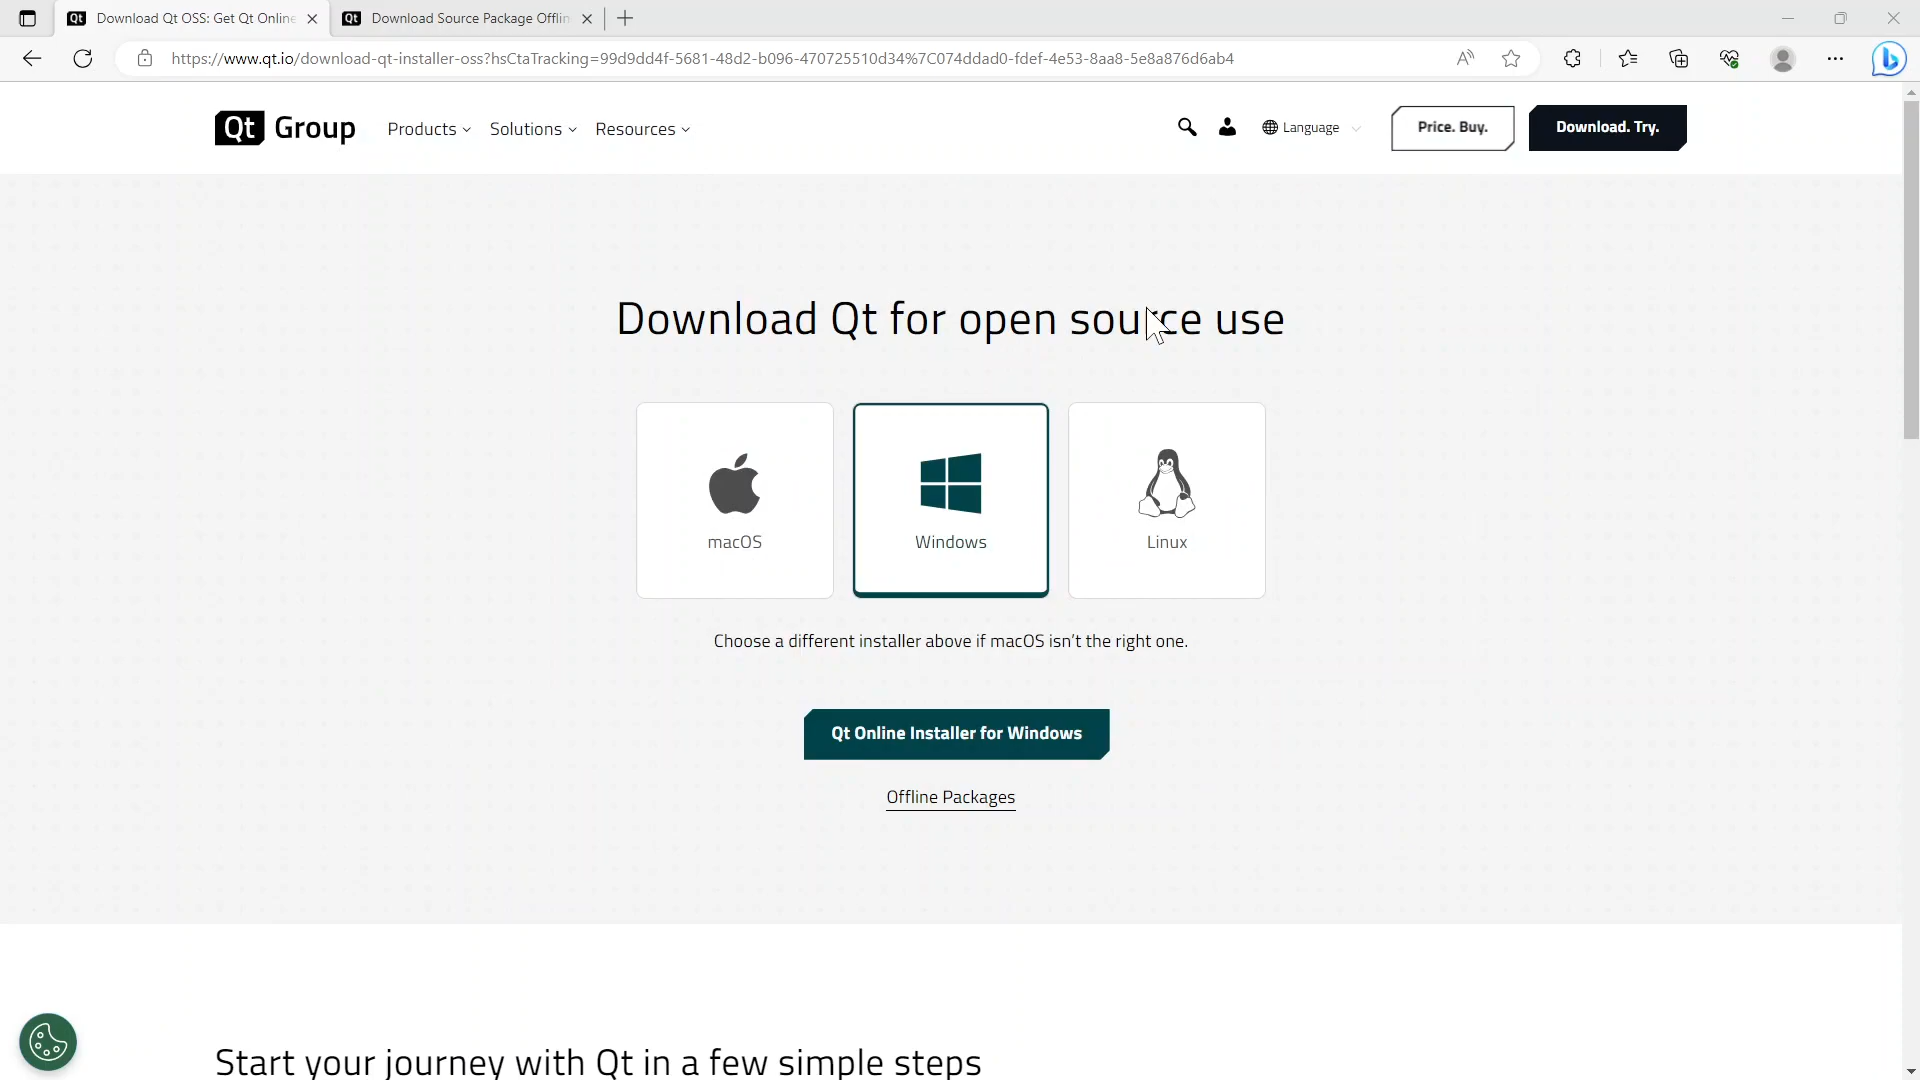 Download Qt OSS: Get Qt Online
Download Source Package Offlin
https://www.qt.io/download-qt-installer-oss?hsCtaTracking=99d9dd4f-5681-48d2-b096-470725510d34%7C074ddad0-fdef-4e53-8aa8-5e8a876d6ab4
Qt Group
Products
Solutions
Resources
Language
Price. Buy.
Download. Try.
Download Qt for open source use
macOS
Windows
Linux
Choose a different installer above if macOS isn't the right one.
Qt Online Installer for Windows
Offline Packages
Start your journey with Qt in a few simple steps